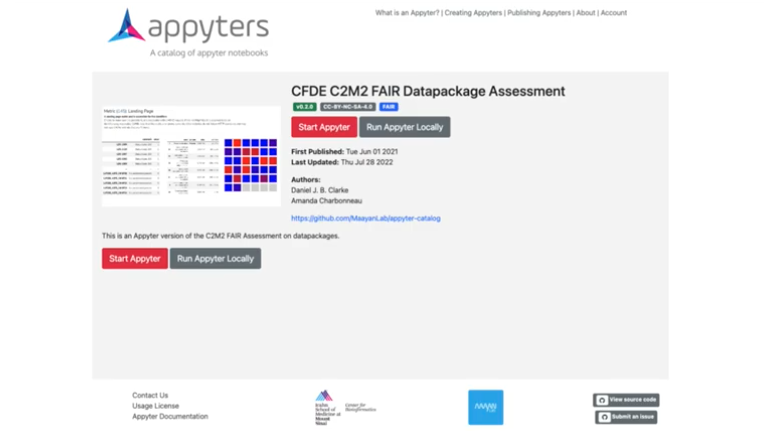 What is an Appyter? | Creating Appyters | Publishing Appyters | About | Account
appyters
A catalog of appyter notebooks
CFDE C2M2 FAIR Datapackage Assessment
v0.2.0 CC-BY-NC-SA-4.0 FAIR
Start Appyter Run Appyter Locally
First Published: Tue Jun 01 2021
Last Updated: Thu Jul 28 2022
Authors:
Daniel J. B. Clarke
Amanda Charbonneau
https://github.com/MaayanLab/appyter-catalog
This is an Appyter version of the C2M2 FAIR Assessment on datapackages.
Start Appyter Run Appyter Locally
Contact Us
Usage License
Appyter Documentation
Icahn
School of
Medicine at
Mount
Sinai
Center for
Bioinformatics
View source code
Submit an issue